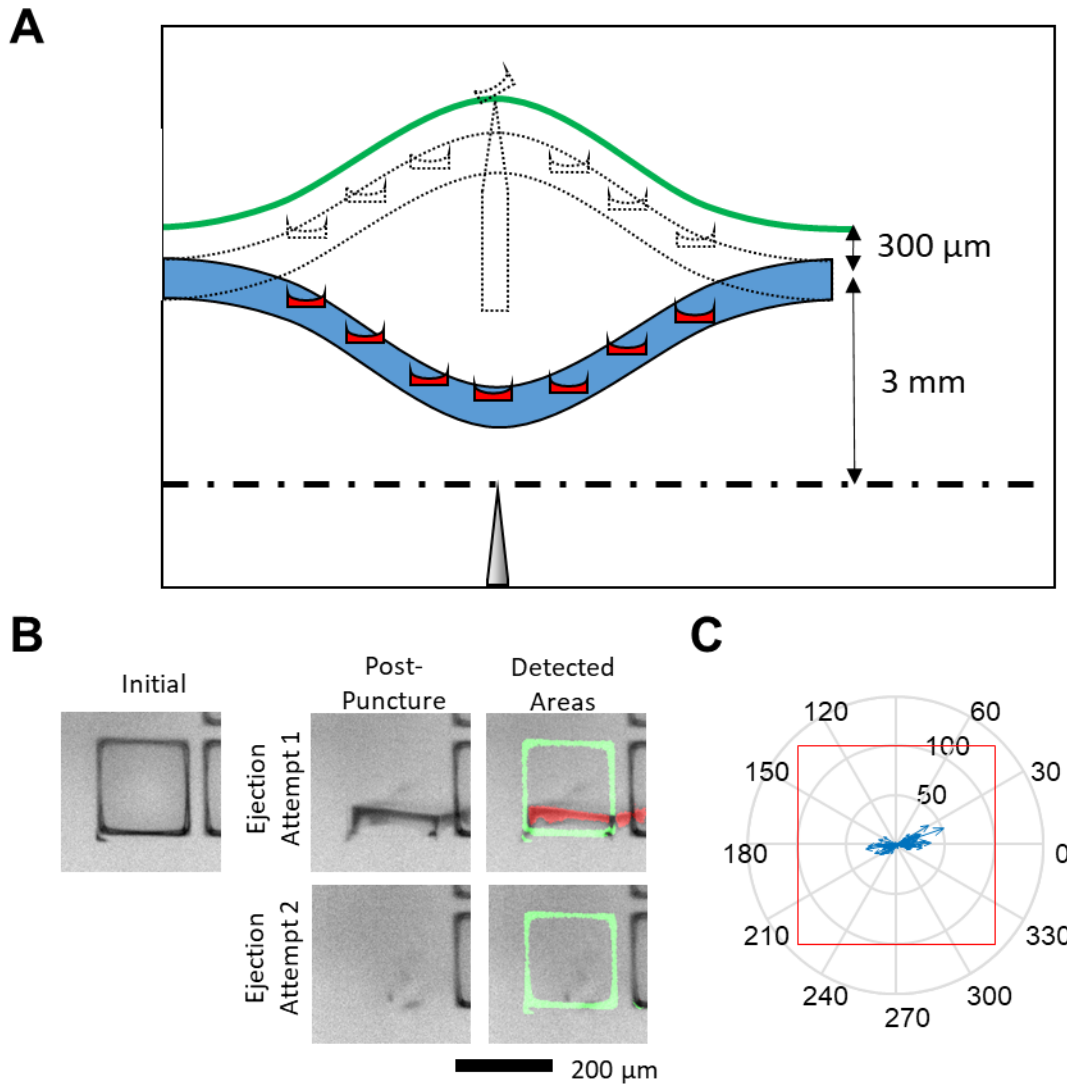 A
300 µm
3 mm
B
Initial
Post-
Puncture
Detected
Areas
Ejection
Attempt 1
Ejection
Attempt 2
200 µm
C
120
60
100
150
50
30
180
0
210
330
240
300
270